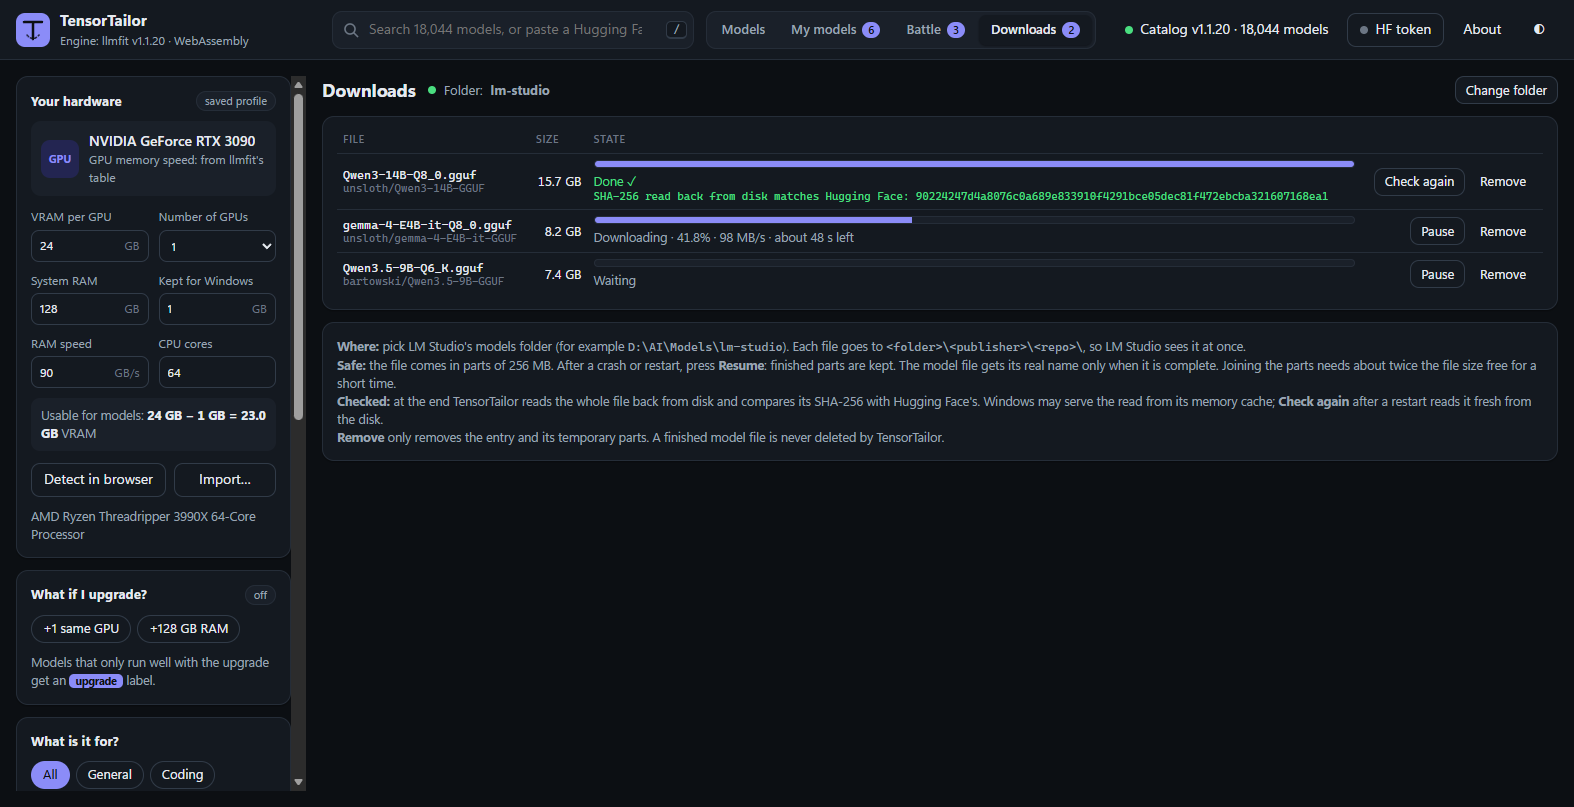 TensorTailor
Engine: llmfit v1.1.20 · WebAssembly
Search 18,044 models, or paste a Hugging Fa
/
Models
My models 6
Battle 3
Downloads 2
Catalog v1.1.20 · 18,044 models
HF token
About
Your hardware
saved profile
GPU
NVIDIA GeForce RTX 3090
GPU memory speed: from llmfit's
table
VRAM per GPU
Number of GPUs
24 GB
1
System RAM
Kept for Windows
128 GB
1 GB
RAM speed
CPU cores
90 GB/s
64
Usable for models: 24 GB − 1 GB = 23.0
GB VRAM
Detect in browser
Import...
AMD Ryzen Threadripper 3990X 64-Core
Processor
What if I upgrade?
off
+1 same GPU
+128 GB RAM
Models that only run well with the upgrade
get an upgrade label.
What is it for?
All
General
Coding
Downloads
Folder: lm-studio
Change folder
FILE
SIZE
STATE
Qwen3-14B-Q8_0.gguf
unsloth/Qwen3-14B-GGUF
15.7 GB
Done ✓
SHA-256 read back from disk matches Hugging Face: 90224247d4a8076c0a689e833910f4291bce05dec81f472ebcba321607168ea1
Check again
Remove
gemma-4-E4B-it-Q8_0.gguf
unsloth/gemma-4-E4B-it-GGUF
8.2 GB
Downloading · 41.8% · 98 MB/s · about 48 s left
Pause
Remove
Qwen3.5-9B-Q6_K.gguf
bartowski/Qwen3.5-9B-GGUF
7.4 GB
Waiting
Pause
Remove
Where: pick LM Studio's models folder (for example D:\AI\Models\lm-studio). Each file goes to <folder>\<publisher>\<repo>\, so LM Studio sees it at once.
Safe: the file comes in parts of 256 MB. After a crash or restart, press Resume: finished parts are kept. The model file gets its real name only when it is complete. Joining the parts needs about twice the file size free for a
short time.
Checked: at the end TensorTailor reads the whole file back from disk and compares its SHA-256 with Hugging Face's. Windows may serve the read from its memory cache; Check again after a restart reads it fresh from
the disk.
Remove only removes the entry and its temporary parts. A finished model file is never deleted by TensorTailor.